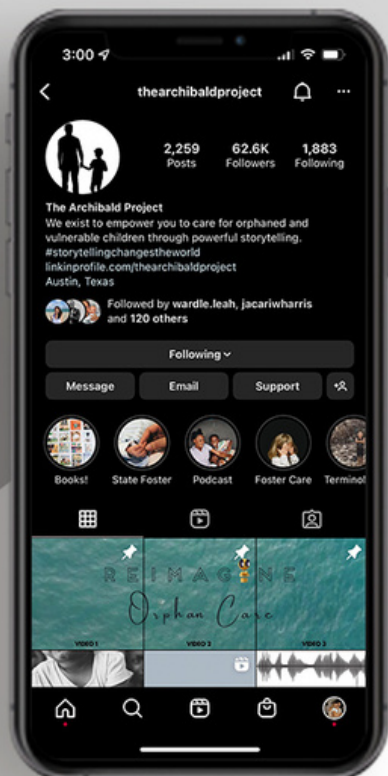 3:00
thearchibaldproject
2,259 62.6K 1,883
Posts Followers Following
The Archibald Project
We exist to empower you to care for orphaned and
vulnerable children through powerful storytelling.
#storytellingchangestheworld
linkinprofile.com/thearchibaldproject
Austin, Texas
Followed by wardle.leah, jacariwharris
and 120 others
Following
Message Email Support
Books! State Foster Podcast Foster Care Terminol
REIMAGINE
Orphan Care
VIDEO 1 VIDEO 2 VIDEO 3